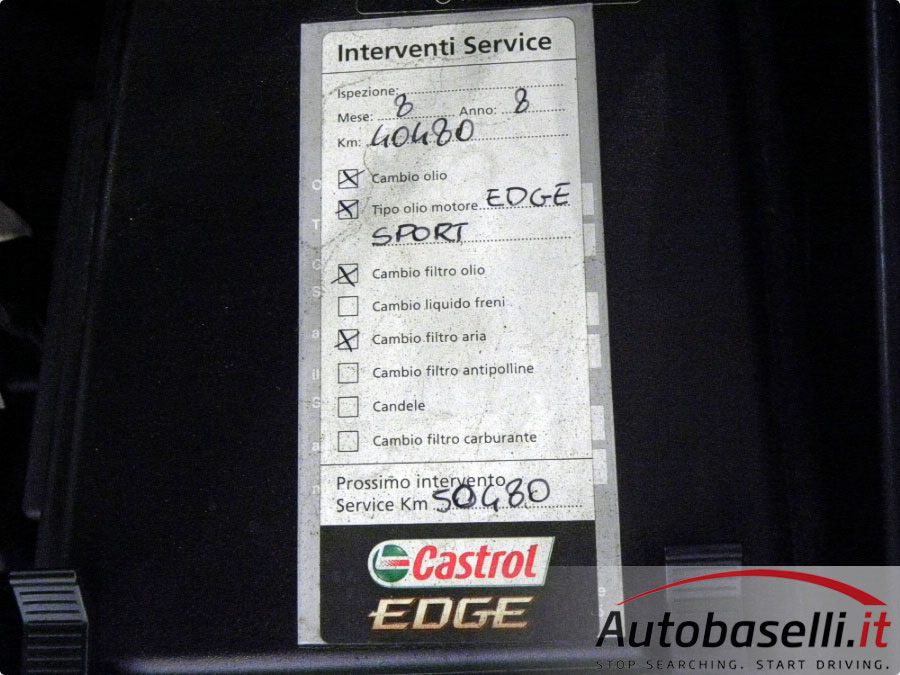 Interventi Service
Ispezione:
Mese: 8 Anno: 8
Km: 40480
Cambio olio
Tipo olio motore EDGE
SPORT
Cambio filtro olio
Cambio liquido freni
Cambio filtro aria
Cambio filtro antipolline
Candele
Cambio filtro carburante
Prossimo intervento
Service Km 50480
Castrol
EDGE
Autobaselli.it
STOP SEARCHING. START DRIVING.